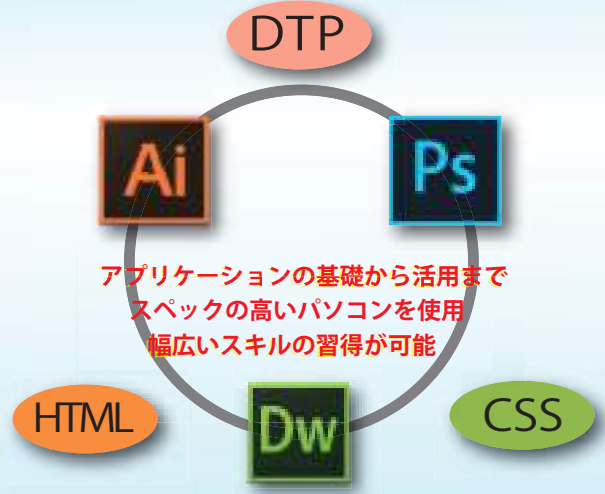 DTP
Ai
Ps
アプリケーションの基礎から活用まで
スペックの高いパソコンを使用
幅広いスキルの習得が可能
HTML
Dw
CSS